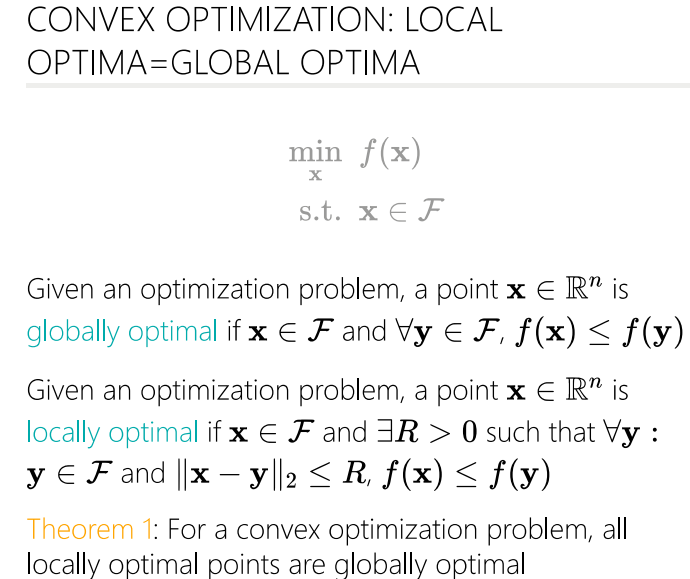 CONVEX OPTIMIZATION: LOCAL
OPTIMA=GLOBAL OPTIMA
min f(x)
x
s.t. x ∈ ℱ
Given an optimization problem, a point x ∈ ℝⁿ is
globally optimal if x ∈ ℱ and ∀y ∈ ℱ, f(x) ≤ f(y)
Given an optimization problem, a point x ∈ ℝⁿ is
locally optimal if x ∈ ℱ and ∃R > 0 such that ∀y :
y ∈ ℱ and ‖x − y‖₂ ≤ R, f(x) ≤ f(y)
Theorem 1: For a convex optimization problem, all
locally optimal points are globally optimal